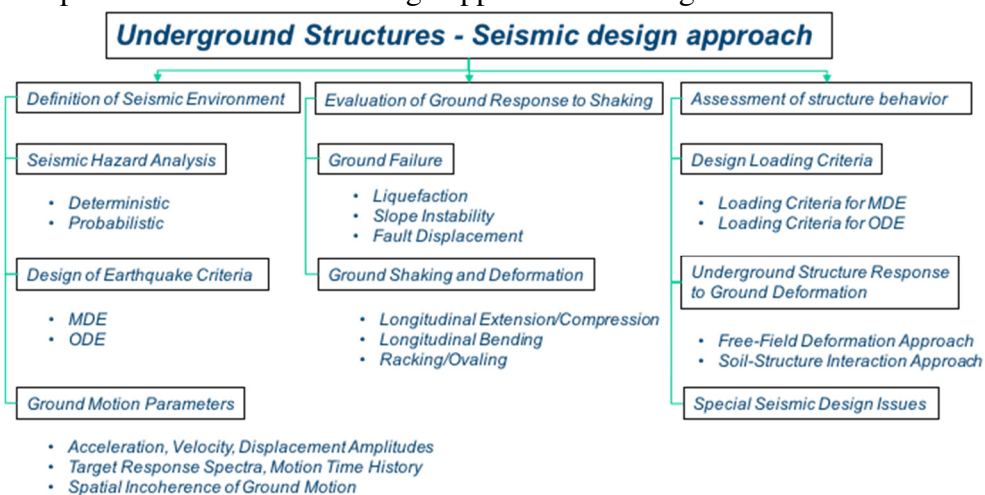 Underground Structures - Seismic design approach
Definition of Seismic Environment
Seismic Hazard Analysis
• Deterministic
• Probabilistic
Design of Earthquake Criteria
• MDE
• ODE
Ground Motion Parameters
• Acceleration, Velocity, Displacement Amplitudes
• Target Response Spectra, Motion Time History
• Spatial Incoherence of Ground Motion
Evaluation of Ground Response to Shaking
Ground Failure
• Liquefaction
• Slope Instability
• Fault Displacement
Ground Shaking and Deformation
• Longitudinal Extension/Compression
• Longitudinal Bending
• Racking/Ovaling
Assessment of structure behavior
Design Loading Criteria
• Loading Criteria for MDE
• Loading Criteria for ODE
Underground Structure Response
to Ground Deformation
• Free-Field Deformation Approach
• Soil-Structure Interaction Approach
Special Seismic Design Issues